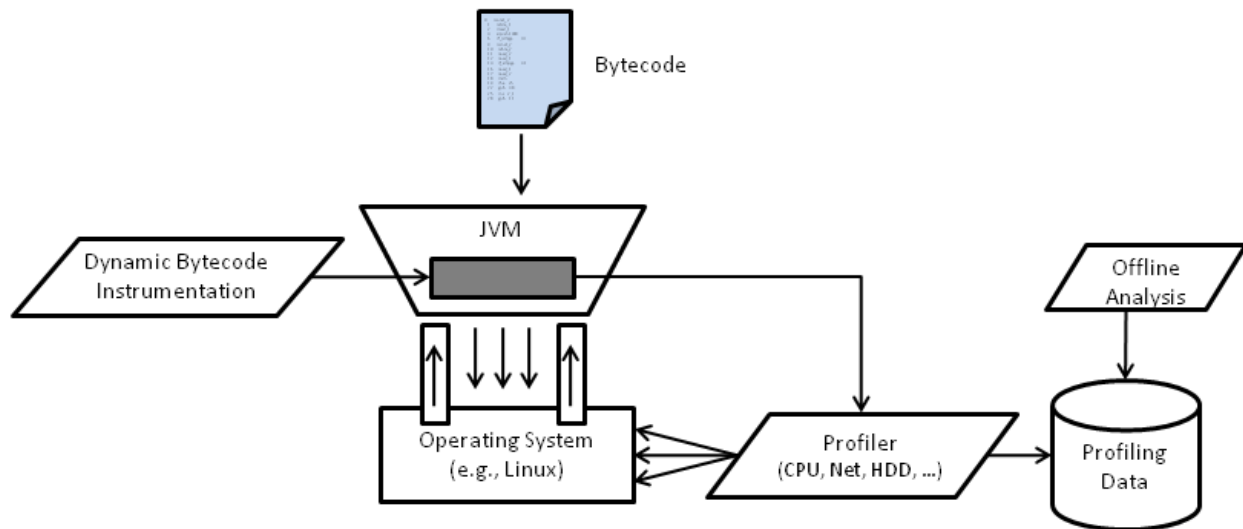 Bytecode
JVM
Dynamic Bytecode
Instrumentation
Offline
Analysis
Operating System
(e.g., Linux)
Profiler
(CPU, Net, HDD, ...)
Profiling
Data